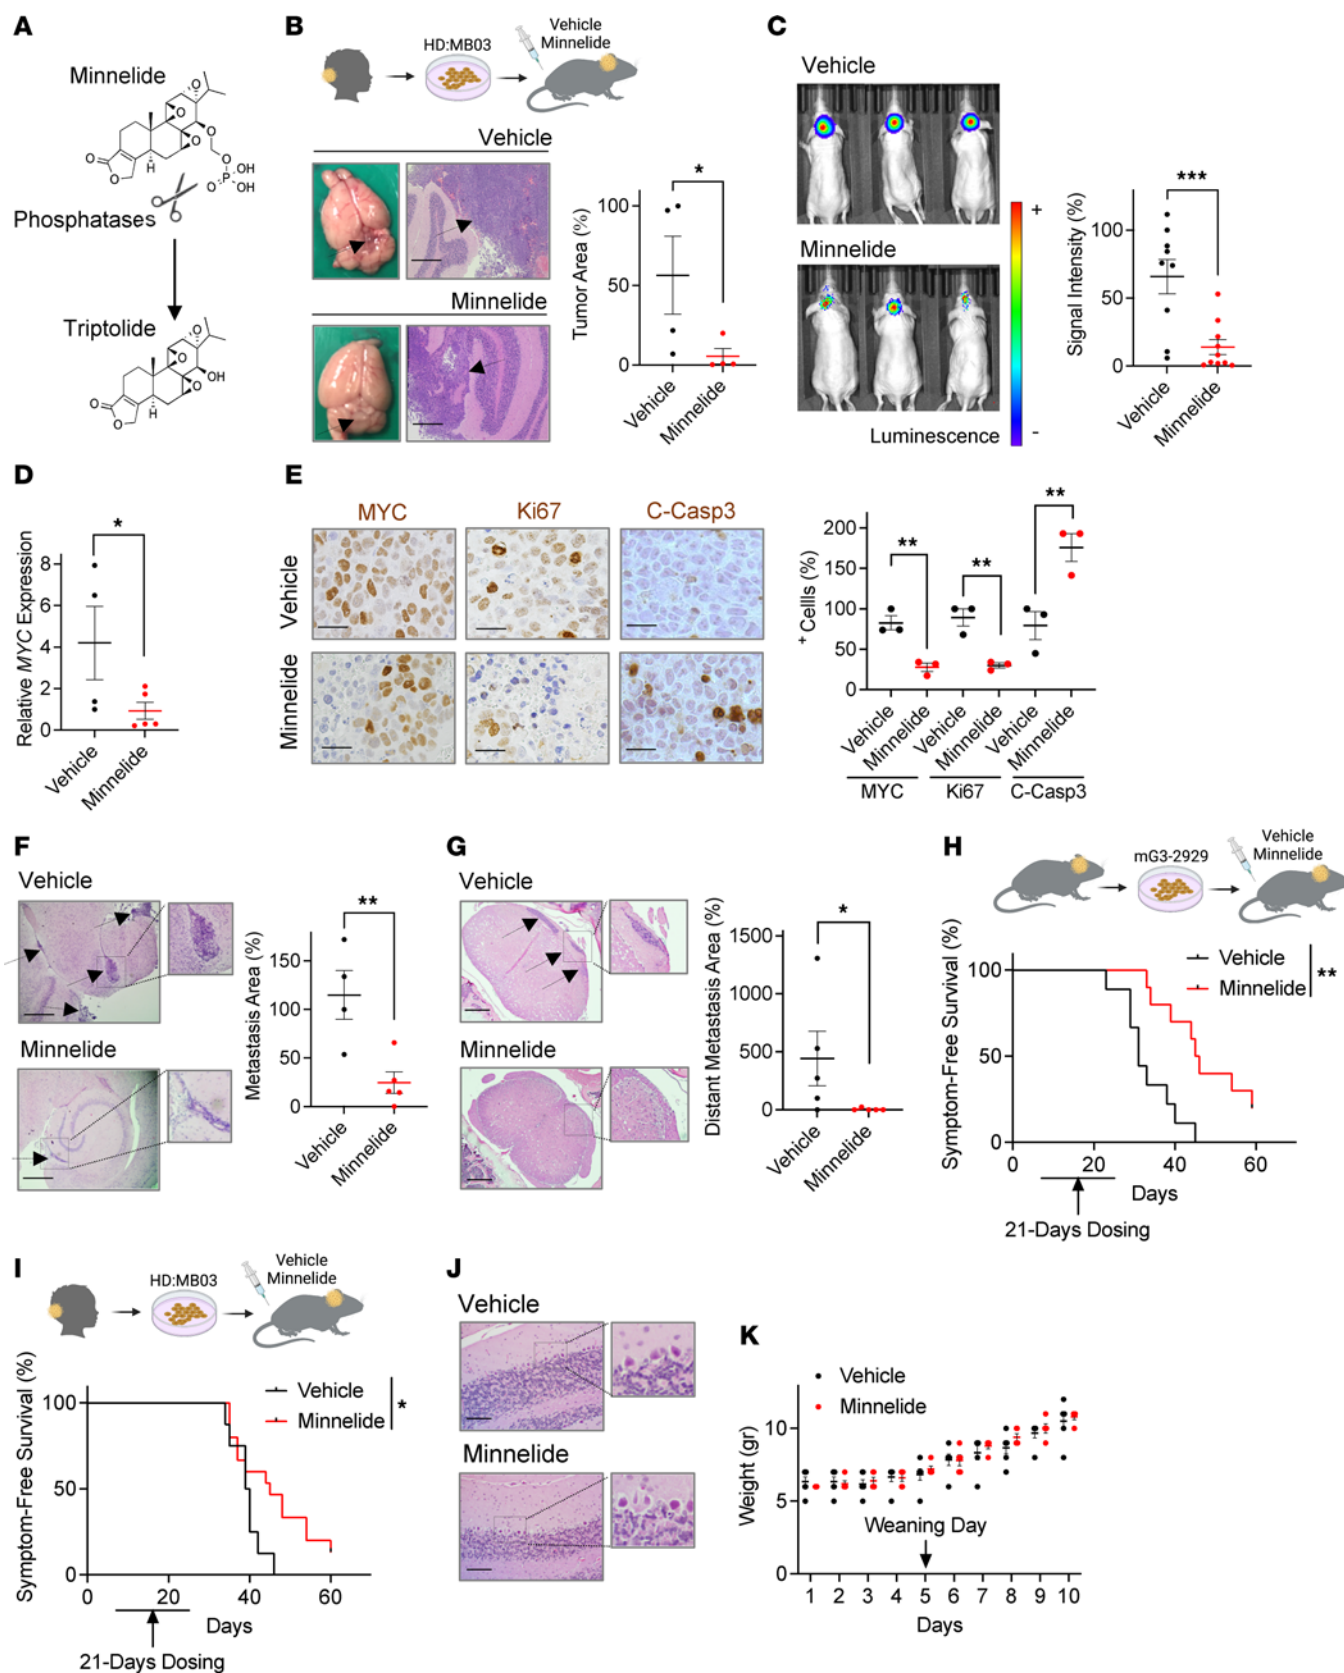 A
Minnelide
O
O
O
O
O
O
O
H
O
P
OH
OH
Phosphatases
Triptolide
O
O
O
O
O
OH
H
B
HD:MB03
Vehicle
Minnelide
Vehicle
Minnelide
Tumor Area (%)
100
50
0
*
Vehicle
Minnelide
C
Vehicle
Minnelide
Luminescence
+
-
Signal Intensity (%)
100
50
0
***
Vehicle
Minnelide
D
Relative MYC Expression
8
6
4
2
0
*
Vehicle
Minnelide
E
MYC
Ki67
C-Casp3
Vehicle
Minnelide
+ Cellls (%)
200
150
100
50
0
**
**
**
Vehicle
Minnelide
Vehicle
Minnelide
Vehicle
Minnelide
MYC
Ki67
C-Casp3
F
Vehicle
Minnelide
Metastasis Area (%)
150
100
50
0
**
Vehicle
Minnelide
G
Vehicle
Minnelide
Distant Metastasis Area (%)
1500
1000
500
0
*
Vehicle
Minnelide
H
mG3-2929
Vehicle
Minnelide
Symptom-Free Survival (%)
100
50
0
Vehicle
Minnelide
**
0
20
40
60
Days
21-Days Dosing
I
HD:MB03
Vehicle
Minnelide
Symptom-Free Survival (%)
100
50
0
Vehicle
Minnelide
*
0
20
40
60
Days
21-Days Dosing
J
Vehicle
Minnelide
K
Vehicle
Minnelide
Weight (gr)
10
5
0
Weaning Day
1 2 3 4 5 6 7 8 9 10
Days